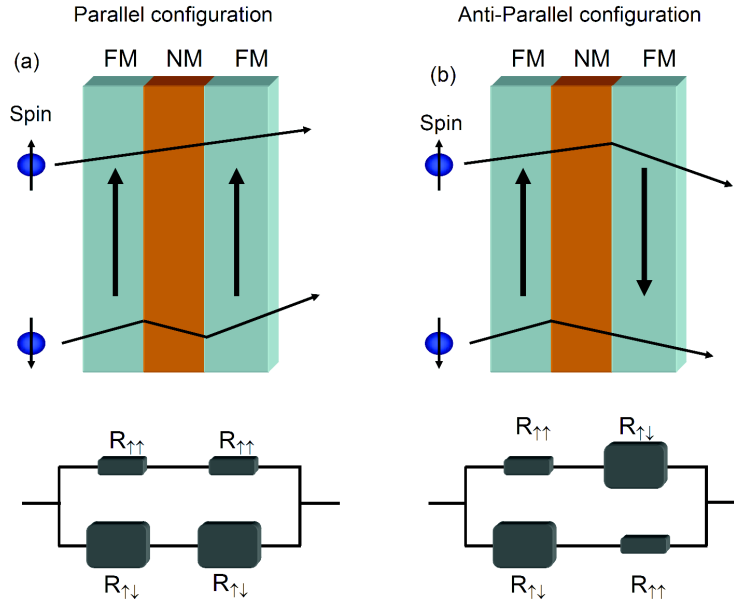 Parallel configuration
Anti-Parallel configuration
(a)
FM NM FM
Spin
(b)
FM NM FM
Spin
R↑↑ R↑↑
R↑↓ R↑↓
R↑↑ R↑↓
R↑↓ R↑↑